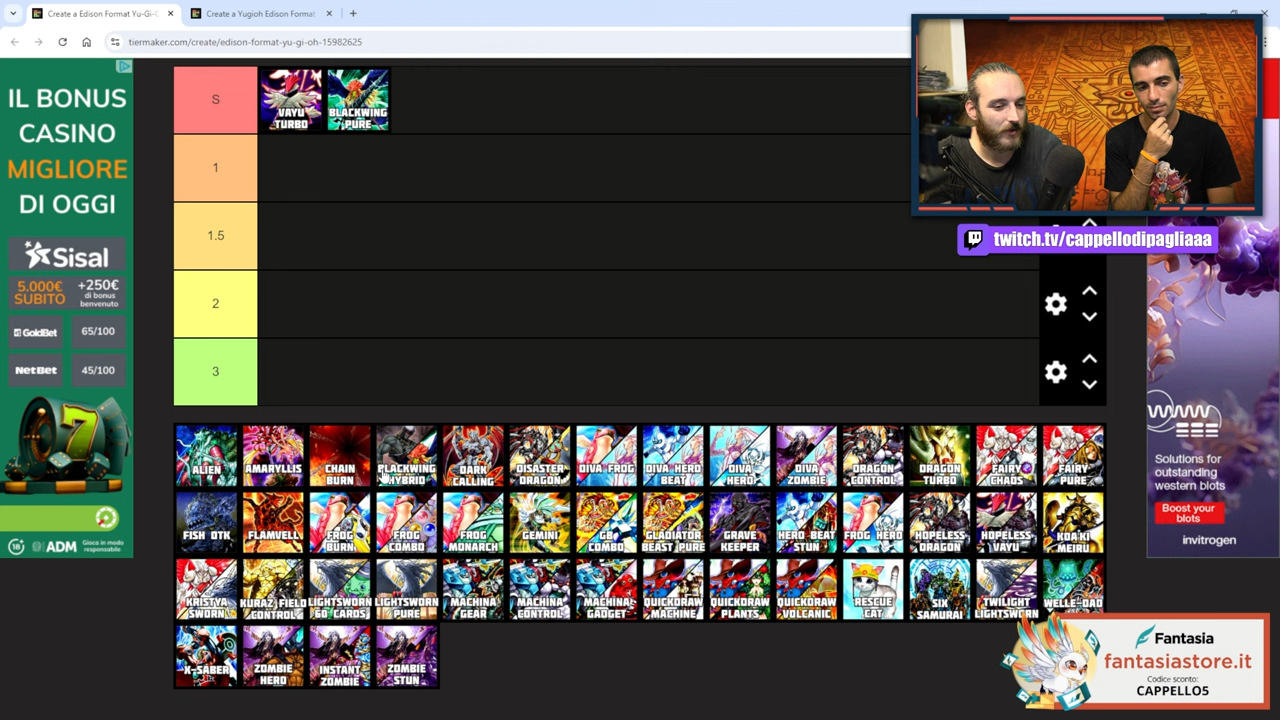 Create a Edison Format Yu-Gi-O
Create a Yugioh Edison Format
tiermaker.com/create/edison-format-yu-gi-oh-15982625
IL BONUS
CASINO
MIGLIORE
DI OGGI
Sisal
5.000€
SUBITO
+250€
di bonus
benvenuto
GoldBet
65/100
NetBet
45/100
7
18+
ADM
Gioca in modo
responsabile
S
VAYU
TURBO
BLACKWING
PURE
1
1.5
2
3
twitch.tv/cappellodipagliaaa
ALIEN
AMARYLLIS
CHAIN
BURN
BLACKWING
HYBRID
DARK
CALLING
DISASTER
DRAGON
DIVA FROG
DIVA HERO
BEAT
DIVA
HERO
DIVA
ZOMBIE
DRAGON
CONTROL
DRAGON
TURBO
FAIRY
CHAOS
FAIRY
PURE
FISH OTK
FLAMVELL
FROG
BURN
FROG
COMBO
FROG
MONARCH
GEMINI
GB
COMBO
GLADIATOR
BEAST PURE
GRAVE
KEEPER
HERO BEAT
STUN
FROG HERO
HOPELESS
DRAGON
HOPELESS
VAYU
KOA'KI
MEIRU
KRISTYA
SWORN
KURAZ FIELD
CONTROL
LIGHTSWORN
60 CARDS
LIGHTSWORN
PURE
MACHINA
GEAR
MACHINA
CONTROL
MACHINA
GADGET
QUICKDRAW
MACHINE
QUICKDRAW
PLANTS
QUICKDRAW
VOLCANIC
RESCUE
CAT
SIX
SAMURAI
TWILIGHT
LIGHTSWORN
WELLE-DAD
X-SABER
ZOMBIE
HERO
INSTANT
ZOMBIE
ZOMBIE
STUN
Solutions for
outstanding
western blots
Boost your
blots
invitrogen
Fantasia
fantasiastore.it
Codice sconto:
CAPPELLO5